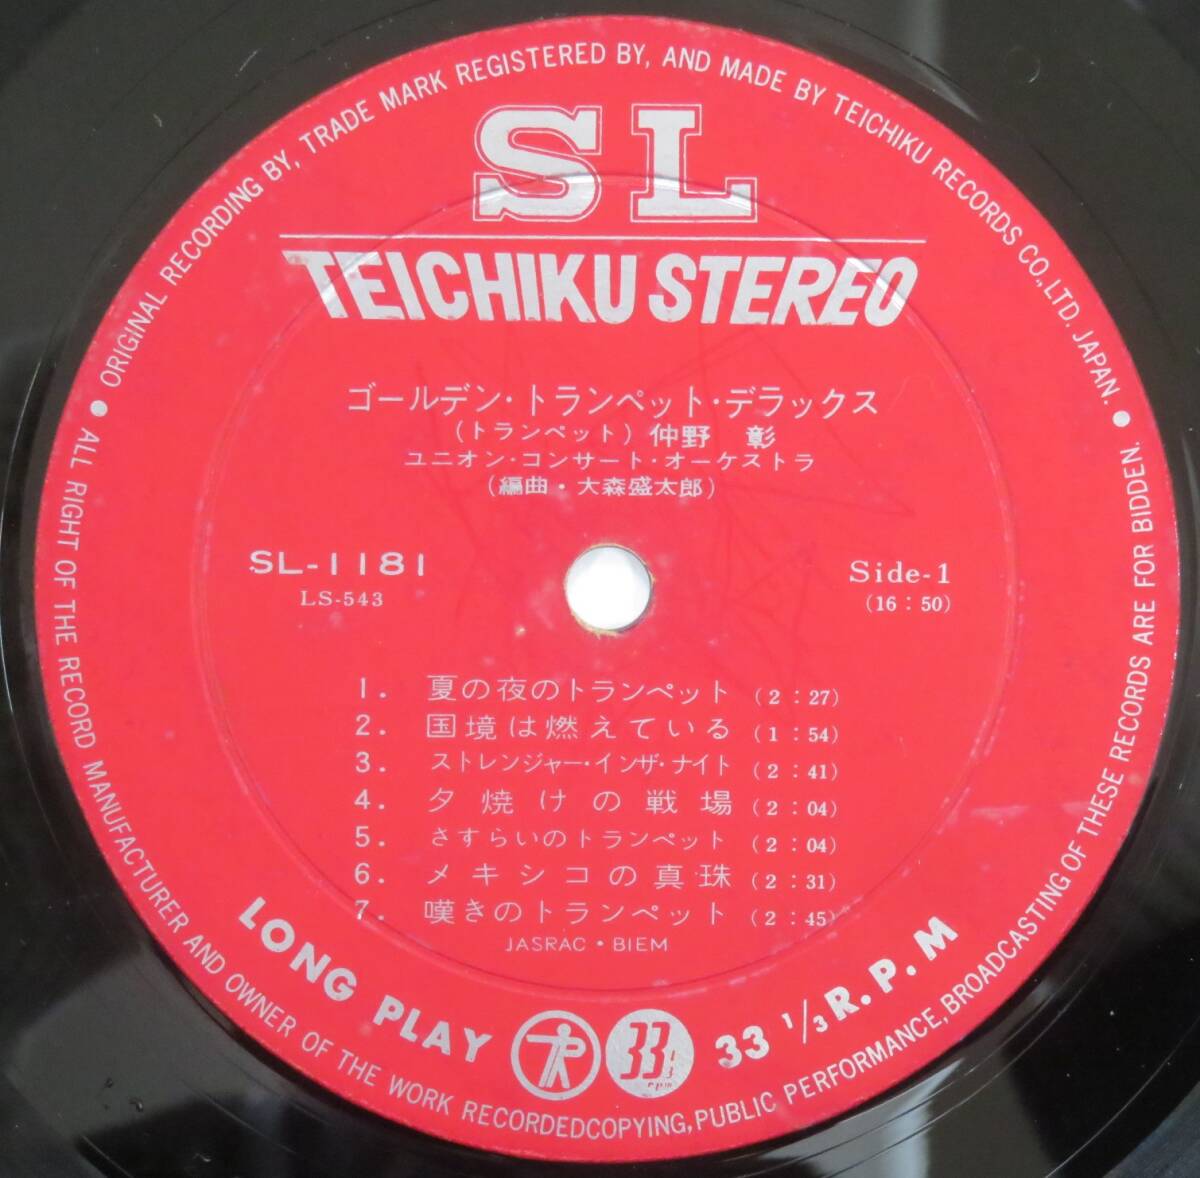 • ORIGINAL RECORDING BY, TRADE MARK REGISTERED BY, AND MADE BY TEICHIKU RECORDS CO., LTD. JAPAN. •
SL
TEICHIKU STEREO
ゴールデン・トランペット・デラックス
(トランペット) 仲野 彰
ユニオン・コンサート・オーケストラ
(編曲・大森盛太郎)
SL-1181
LS-543
Side-1
(16 : 50)
1. 夏の夜のトランペット (2 : 27)
2. 国境は燃えている (1 : 54)
3. ストレンジャー・インザ・ナイト (2 : 41)
4. 夕焼けの戦場 (2 : 04)
5. さすらいのトランペット (2 : 04)
6. メキシコの真珠 (2 : 31)
7. 嘆きのトランペット (2 : 45)
JASRAC・BIEM
LONG PLAY
33 1/3 rpm
33 1/3 R.P.M
ALL RIGHT OF THE RECORD MANUFACTURER AND OWNER OF THE WORK RECORDEDCOPYING, PUBLIC PERFORMANCE, BROADCASTING OF THESE RECORDS ARE FOR BIDDEN.